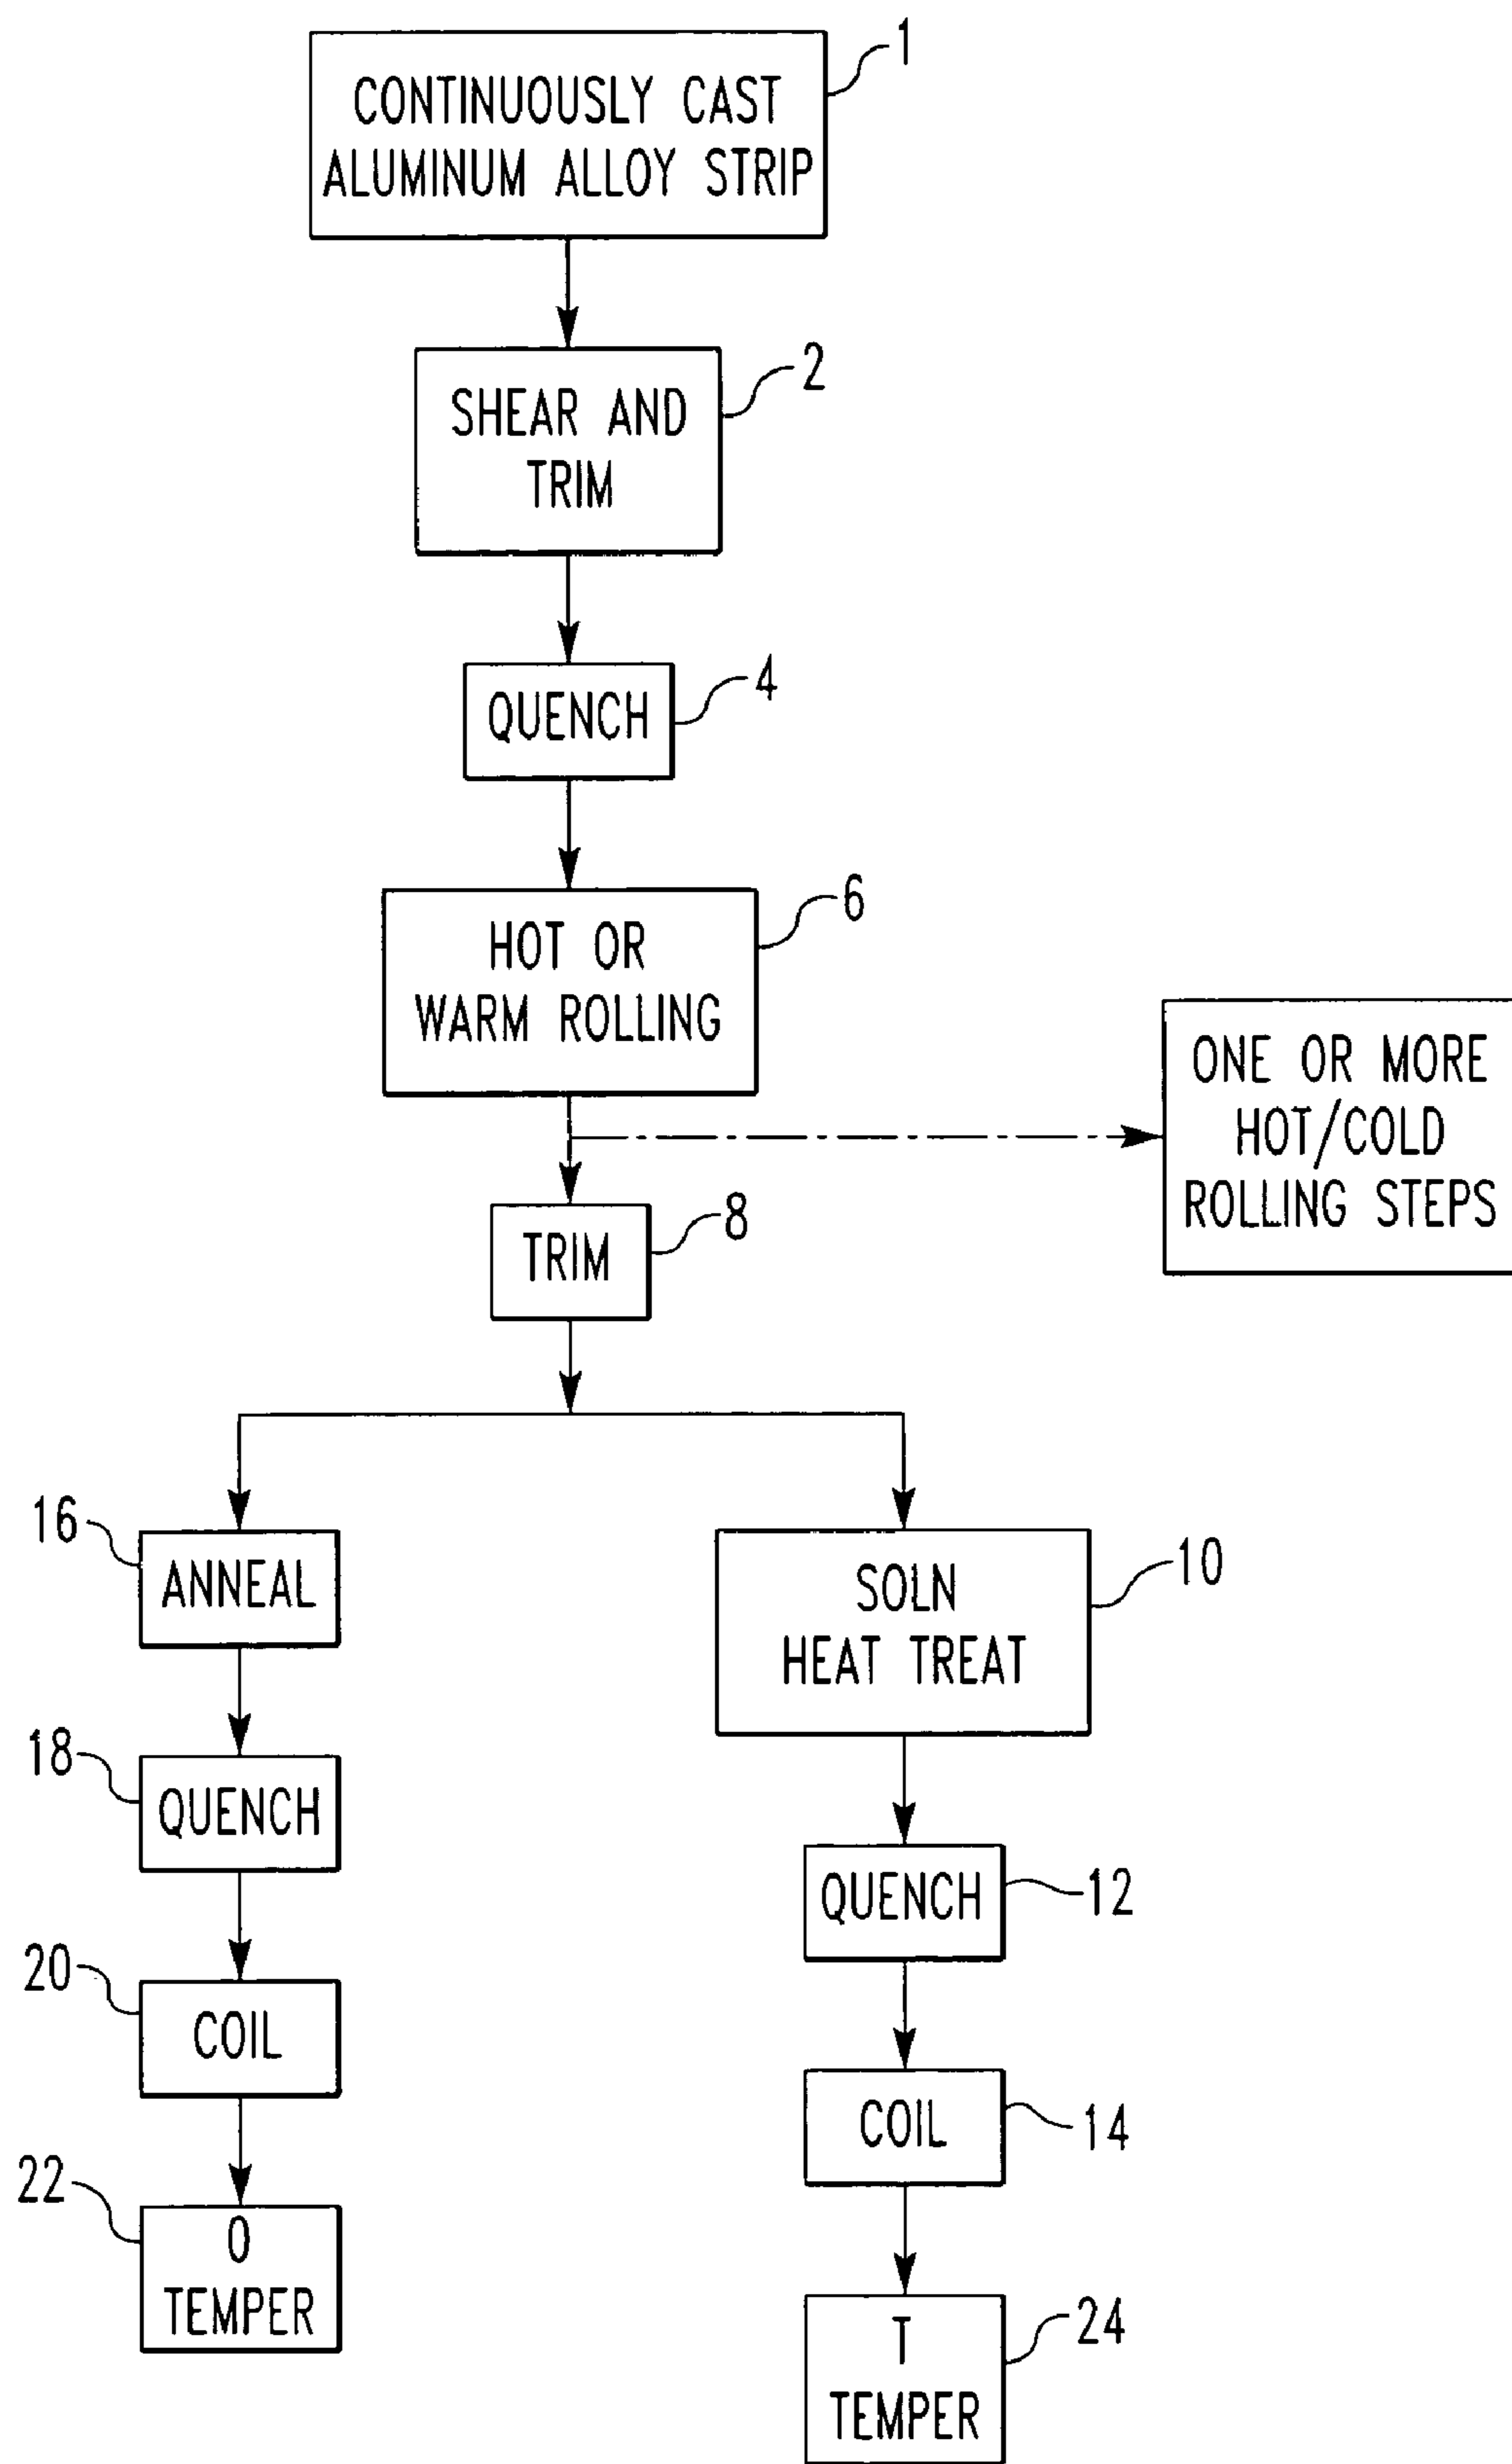 1
CONTINUOUSLY CAST
ALUMINUM ALLOY STRIP
2
SHEAR AND
TRIM
4
QUENCH
6
HOT OR
WARM ROLLING
ONE OR MORE
HOT/COLD
ROLLING STEPS
8
TRIM
16
ANNEAL
18
QUENCH
20
COIL
22
O
TEMPER
10
SOLN
HEAT TREAT
12
QUENCH
14
COIL
24
T
TEMPER